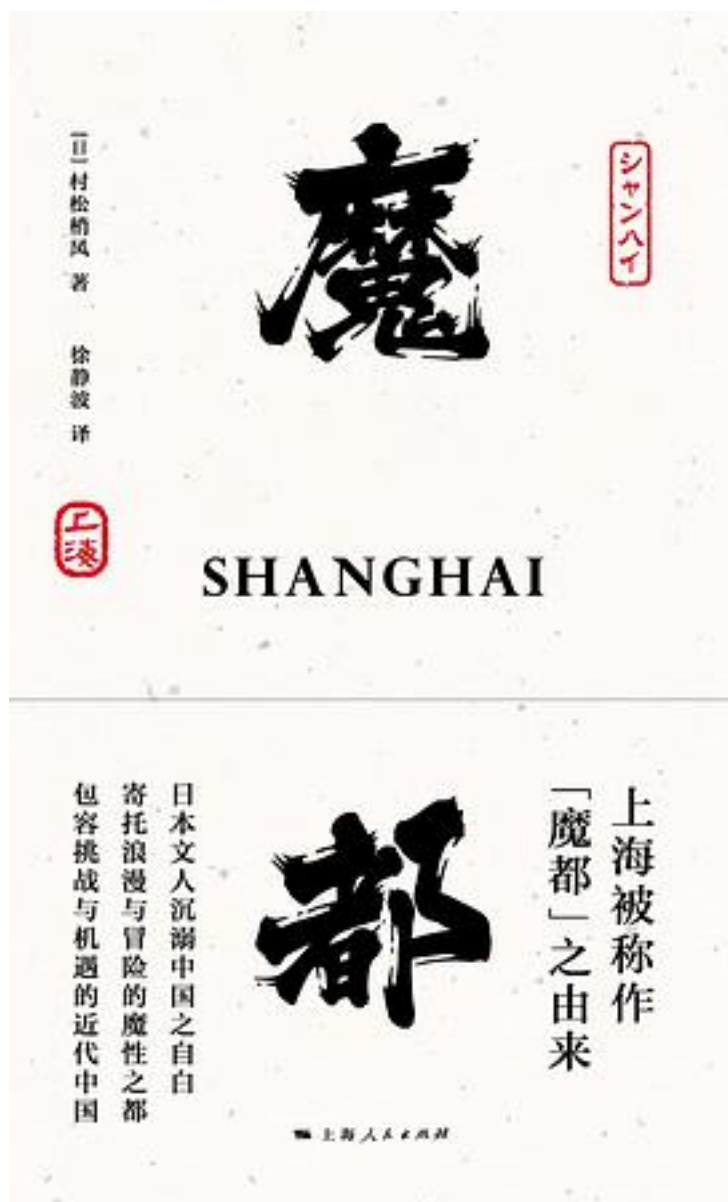 魔
シャンハイ
[日]村松梢风 著 徐静波 译
上海
SHANGHAI
都
上海被称作
「魔都」之由来
日本文人沉溺中国之自白
寄托浪漫与冒险的魔性之都
包容挑战与机遇的近代中国
上海人民出版社